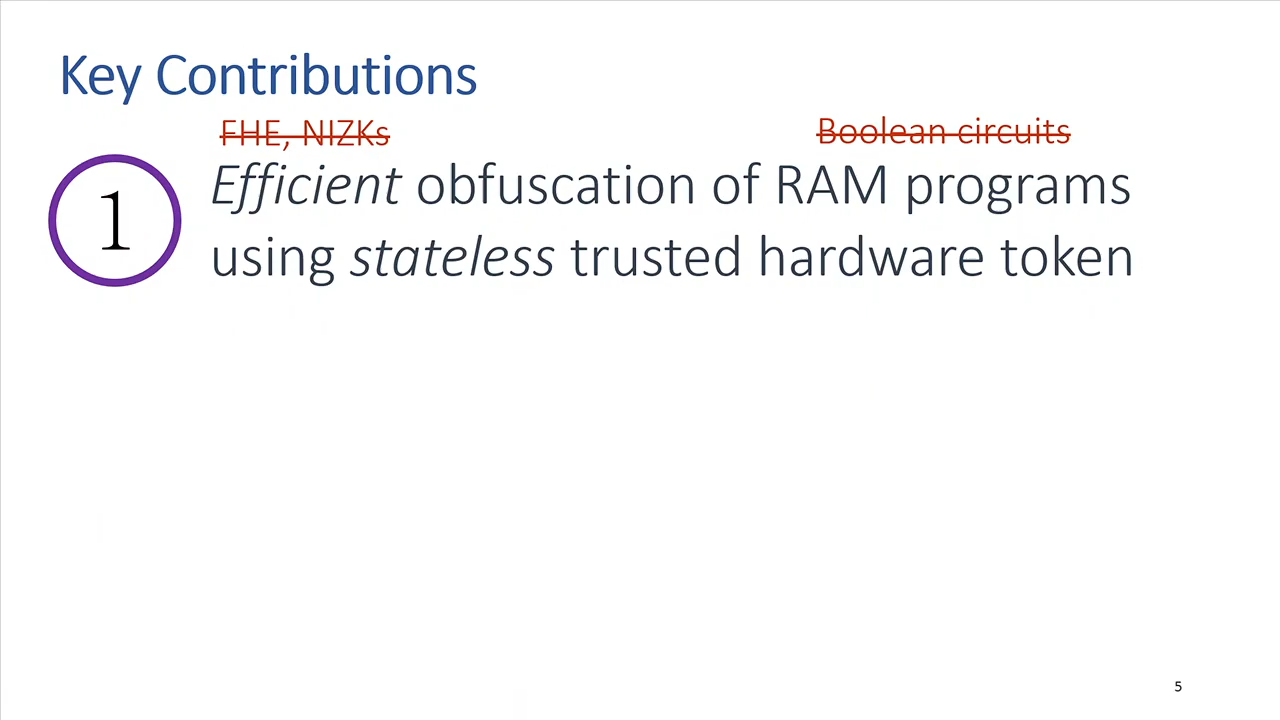 Key Contributions
FHE, NIZKs
Boolean circuits
1
Efficient obfuscation of RAM programs
using stateless trusted hardware token
5